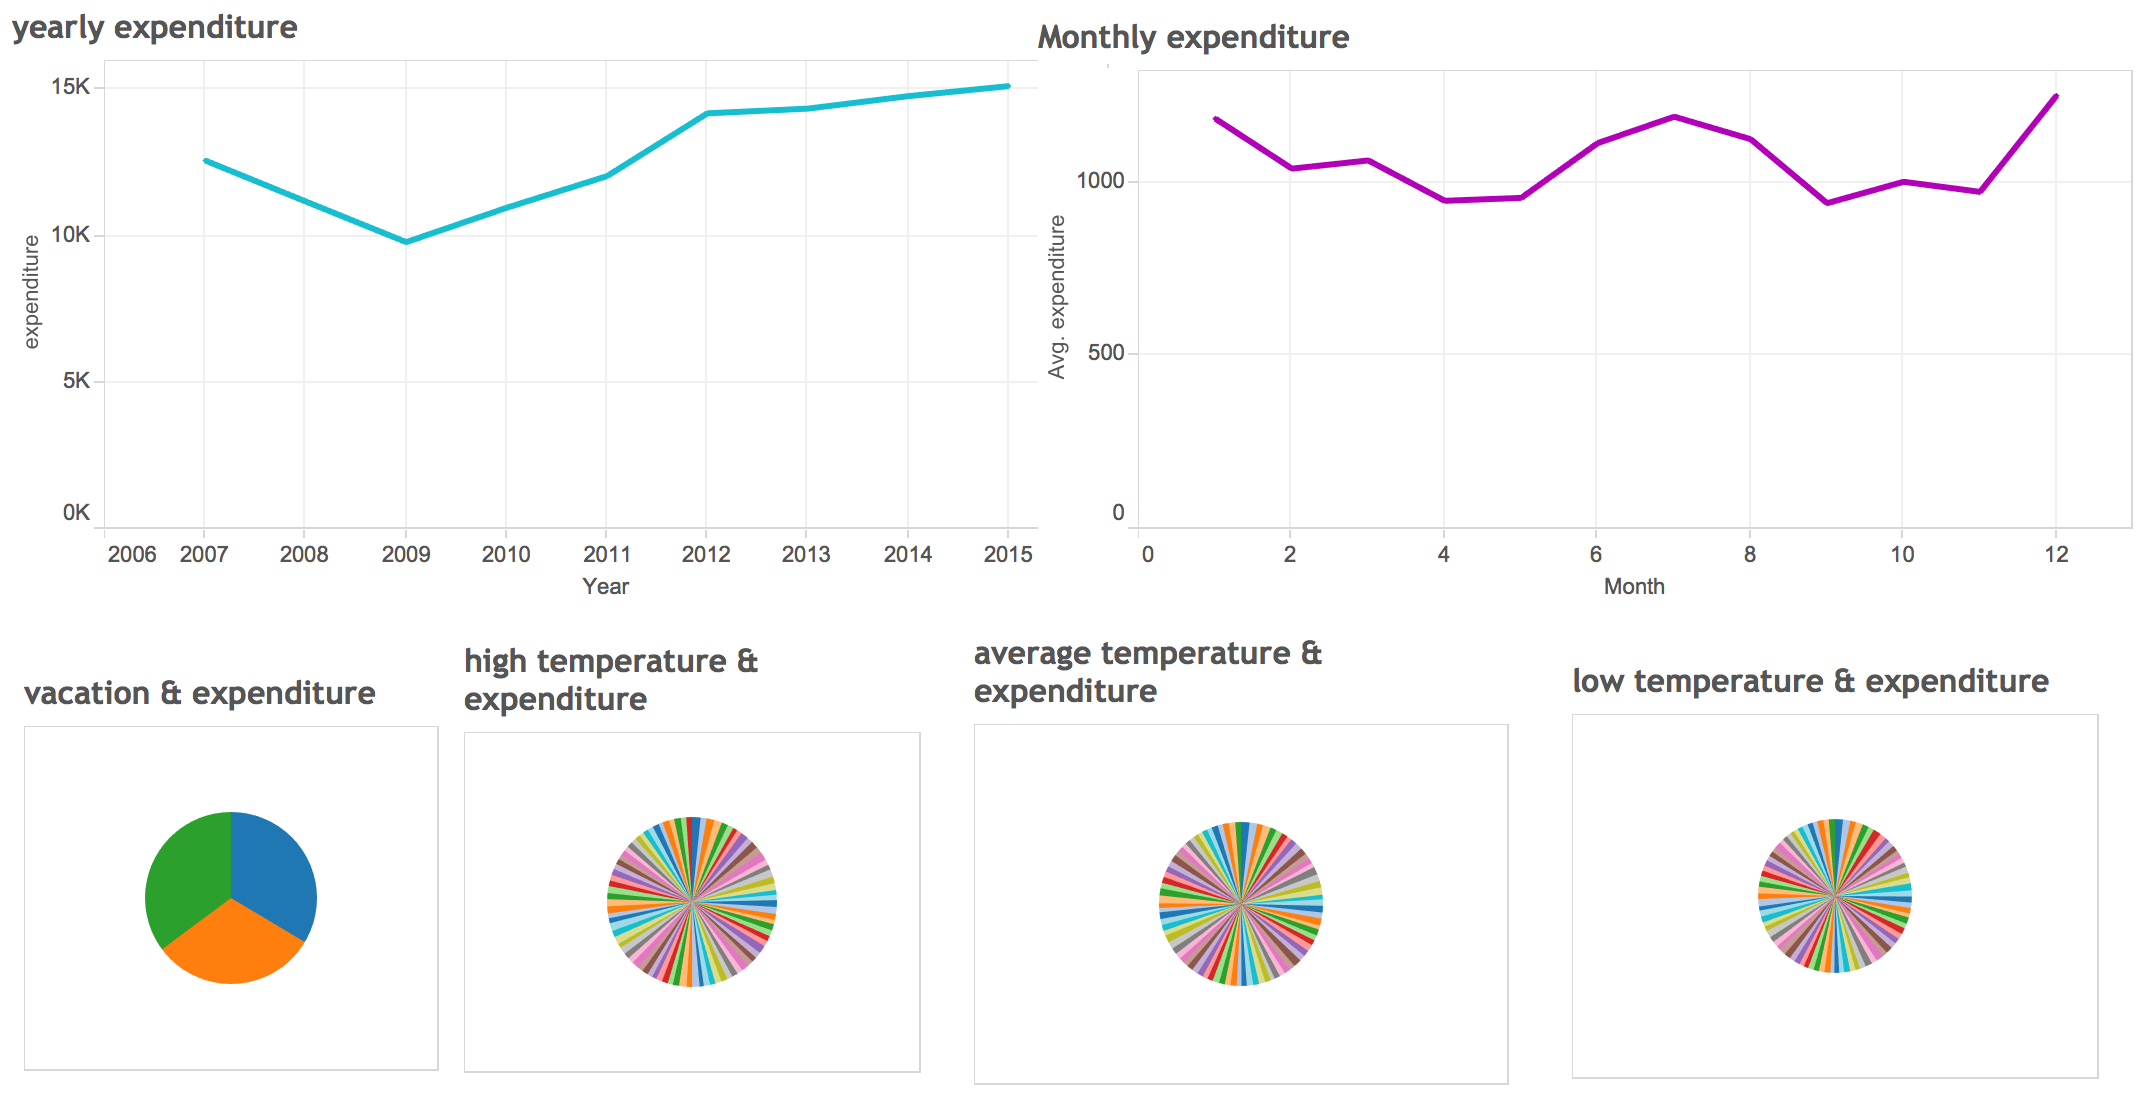 yearly expenditure
15K
10K
5K
0K
expenditure
2006 2007 2008 2009 2010 2011 2012 2013 2014 2015
Year
Monthly expenditure
1000
500
0
Avg. expenditure
0 2 4 6 8 10 12
Month
vacation & expenditure
high temperature &
expenditure
average temperature &
expenditure
low temperature & expenditure